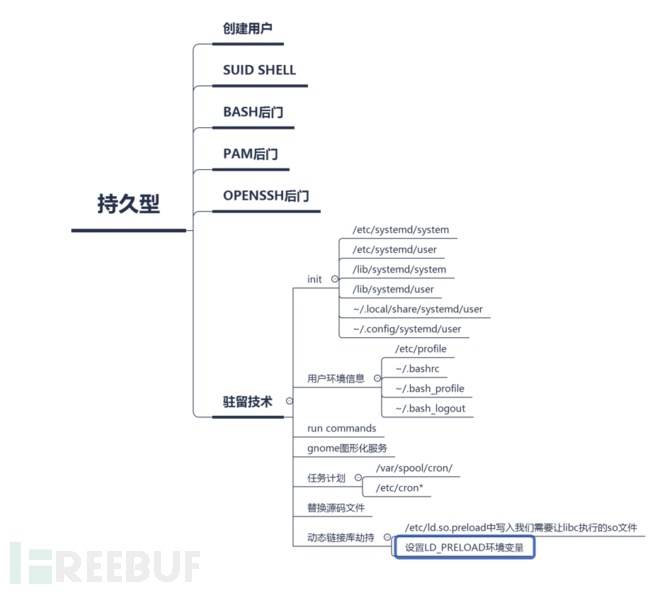 创建用户
SUID SHELL
BASH后门
PAM后门
持久型
OPENSSH后门
/etc/systemd/system
/etc/systemd/user
init
/lib/systemd/system
/lib/systemd/user
~/.local/share/systemd/user
~/.config/systemd/user
/etc/profile
用户环境信息
~/.bashrc
~/.bash_profile
~/.bash_logout
驻留技术
run commands
gnome图形化服务
任务计划
/var/spool/cron/
/etc/cron*
替换源码文件
动态链接库劫持
/etc/ld.so.preload中写入我们需要让libc执行的so文件
设置LD_PRELOAD环境变量
FREEBUF